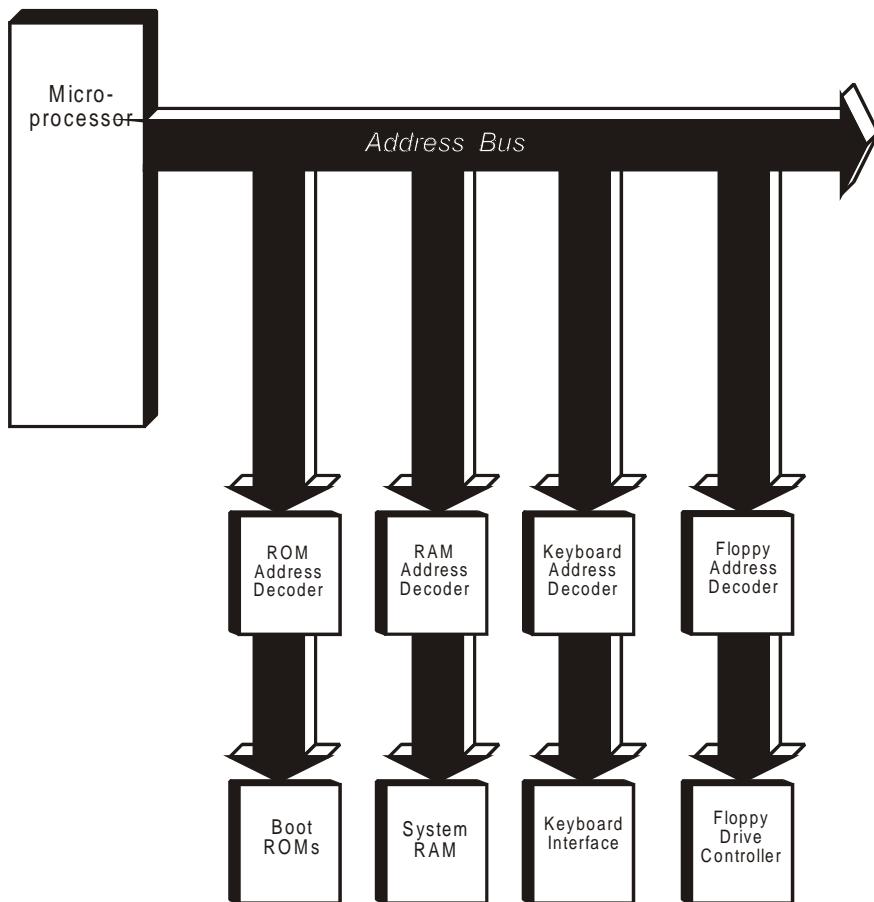 Micro-
processor
Address Bus
ROM
Address
Decoder
RAM
Address
Decoder
Keyboard
Address
Decoder
Floppy
Address
Decoder
Boot
ROMs
System
RAM
Keyboard
Interface
Floppy
Drive
Controller